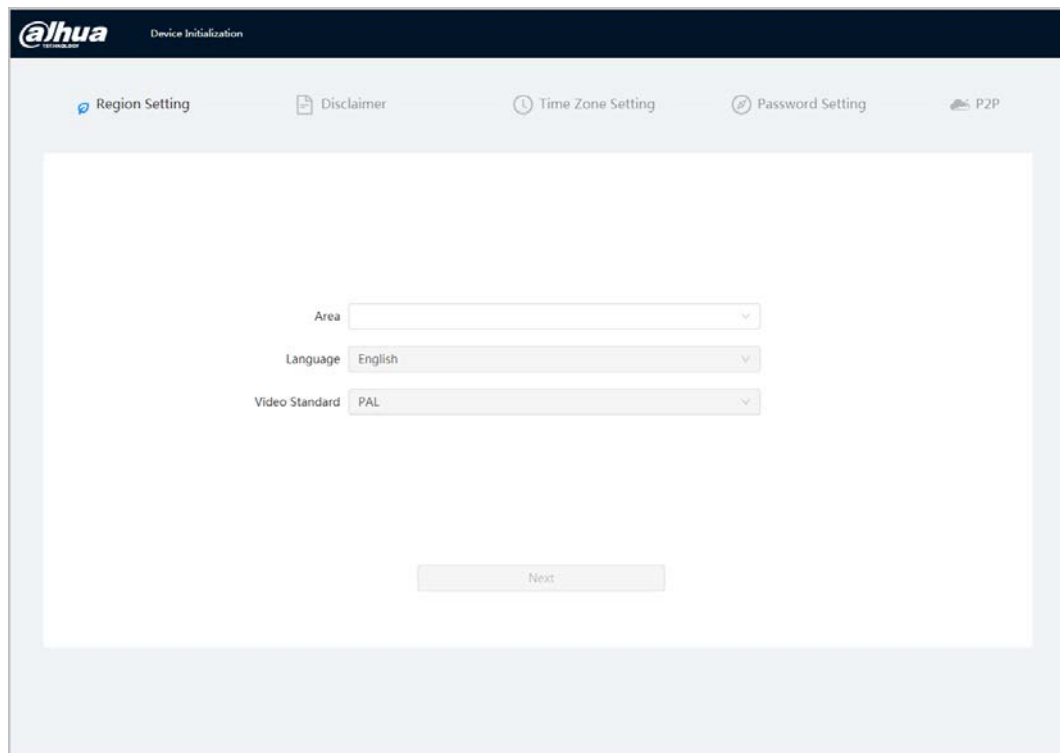 alhua
TECHNOLOGY
Device Initialization
Region Setting
Disclaimer
Time Zone Setting
Password Setting
P2P
Area
Language English
Video Standard PAL
Next